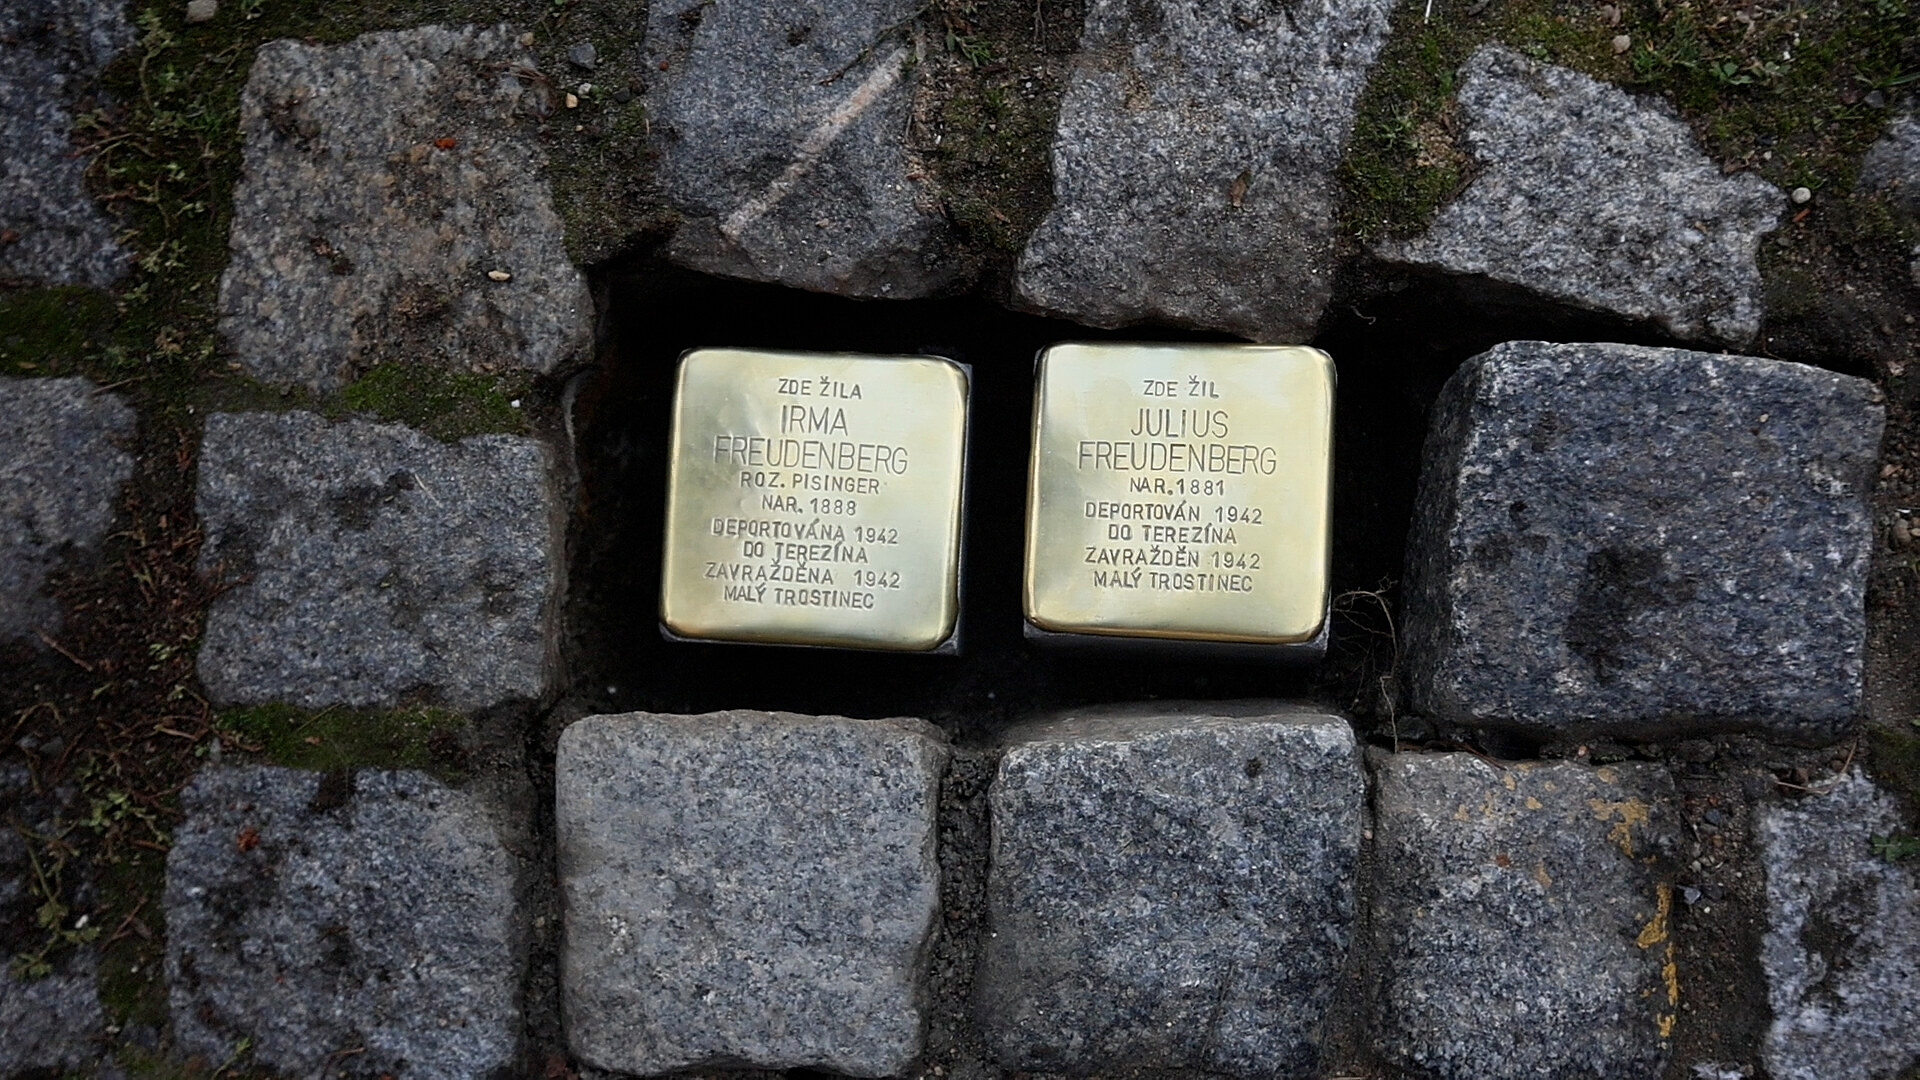 ZDE ŽILA
IRMA
FREUDENBERG
ROZ. PISINGER
NAR. 1888
DEPORTOVÁNA 1942
DO TEREZÍNA
ZAVRAŽDĚNA 1942
MALÝ TROSTINEC
ZDE ŽIL
JULIUS
FREUDENBERG
NAR. 1881
DEPORTOVÁN 1942
DO TEREZÍNA
ZAVRAŽDĚN 1942
MALÝ TROSTINEC